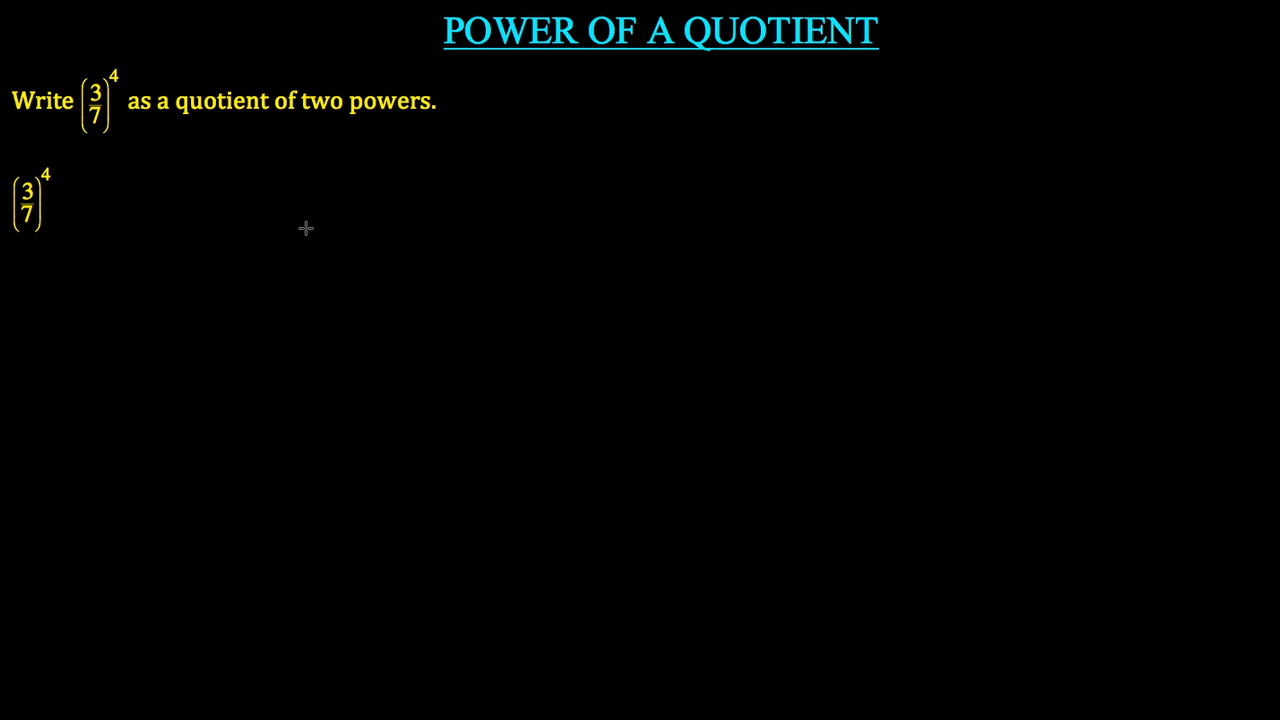 POWER OF A QUOTIENT
Write (3/7)^4 as a quotient of two powers.
(3/7)^4